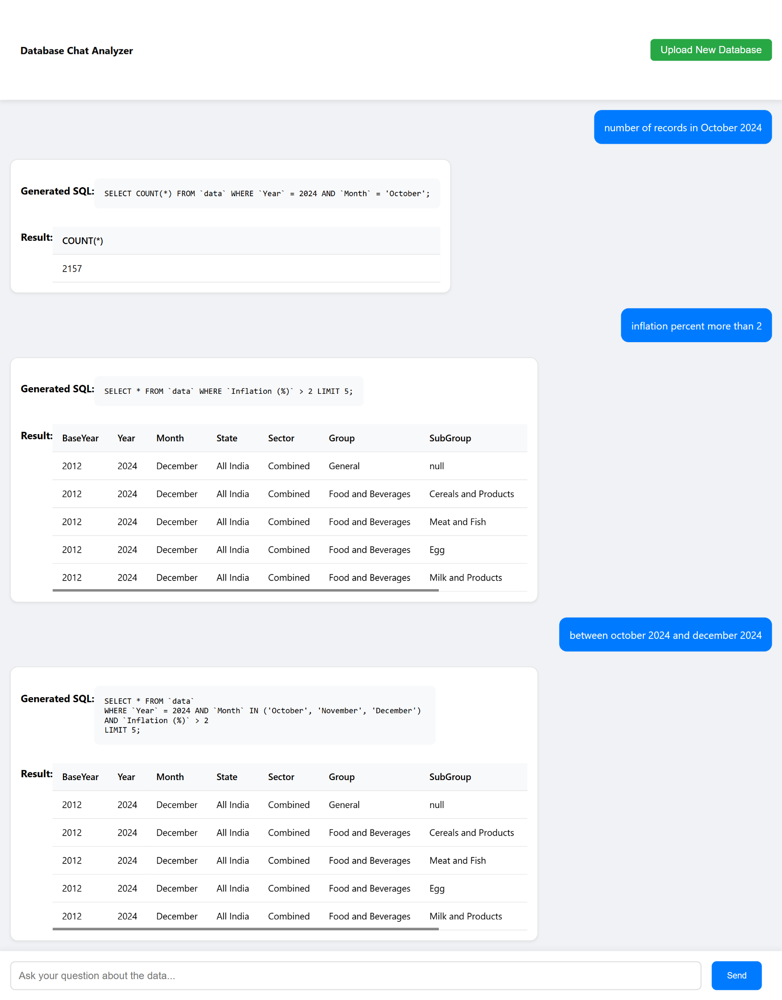 Database Chat Analyzer
Upload New Database
number of records in October 2024
Generated SQL: SELECT COUNT(*) FROM `data` WHERE `Year` = 2024 AND `Month` = 'October';
Result: COUNT(*)
2157
inflation percent more than 2
Generated SQL: SELECT * FROM `data` WHERE `Inflation (%)` > 2 LIMIT 5;
Result: BaseYear Year Month State Sector Group SubGroup
2012 2024 December All India Combined General null
2012 2024 December All India Combined Food and Beverages Cereals and Products
2012 2024 December All India Combined Food and Beverages Meat and Fish
2012 2024 December All India Combined Food and Beverages Egg
2012 2024 December All India Combined Food and Beverages Milk and Products
between october 2024 and december 2024
Generated SQL: SELECT * FROM `data`
WHERE `Year` = 2024 AND `Month` IN ('October', 'November', 'December')
AND `Inflation (%)` > 2
LIMIT 5;
Result: BaseYear Year Month State Sector Group SubGroup
2012 2024 December All India Combined General null
2012 2024 December All India Combined Food and Beverages Cereals and Products
2012 2024 December All India Combined Food and Beverages Meat and Fish
2012 2024 December All India Combined Food and Beverages Egg
2012 2024 December All India Combined Food and Beverages Milk and Products
Ask your question about the data...
Send